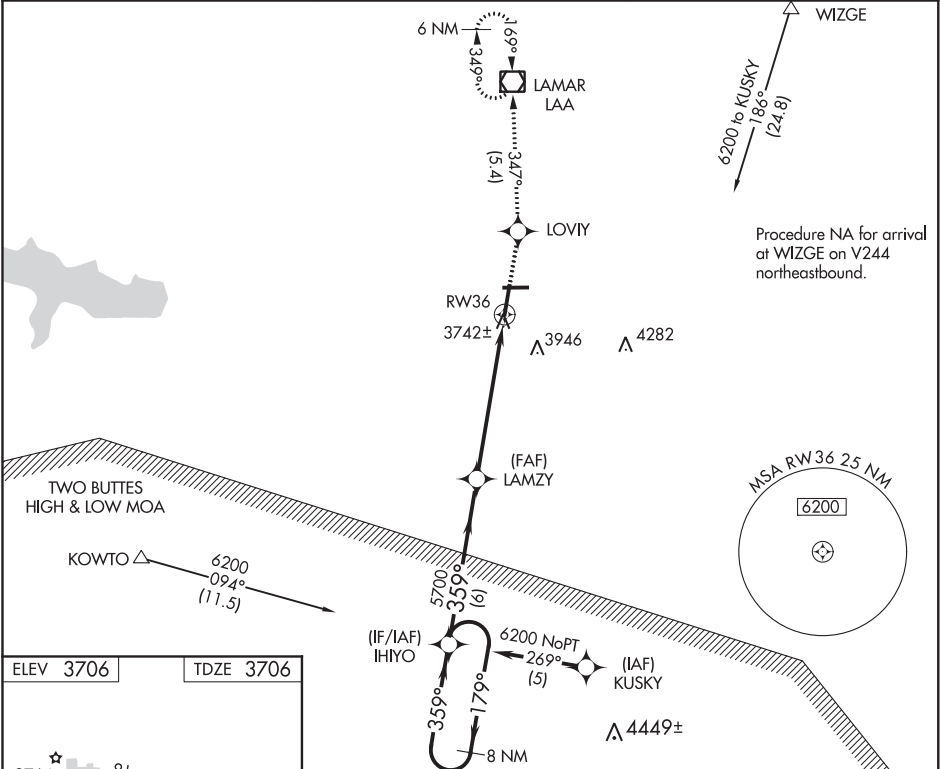 WIZGE
6 NM
169°
349°
LAMAR
LAA
6200 to KUSKY
186°
(24.8)
347°
(5.4)
LOVIY
Procedure NA for arrival
at WIZGE on V244
northeastbound.
RW36
3742±
3946
4282
(FAF)
LAMZY
MSA RW36 25 NM
6200
TWO BUTTES
HIGH & LOW MOA
KOWTO
6200
094°
(11.5)
5700
359°
(6)
(IF/IAF)
IHIYO
6200 NoPT
269°
(5)
(IAF)
KUSKY
359°
179°
8 NM
4449±
ELEV 3706
TDZE 3706